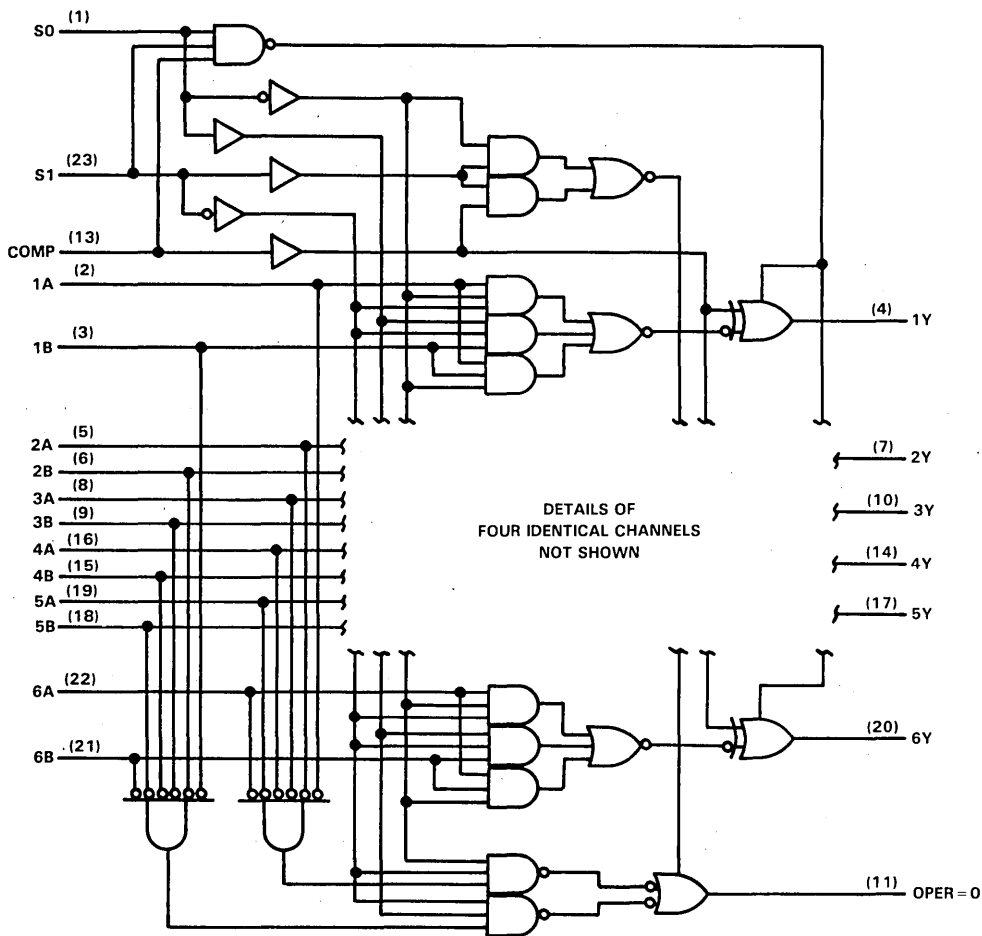 S0 (1)
S1 (23)
COMP (13)
1A (2)
1B (3)
(4) 1Y
2A (5)
2B (6)
3A (8)
3B (9)
4A (16)
4B (15)
5A (19)
5B (18)
DETAILS OF
FOUR IDENTICAL CHANNELS
NOT SHOWN
(7) 2Y
(10) 3Y
(14) 4Y
(17) 5Y
6A (22)
6B (21)
(20) 6Y
(11) OPER = 0